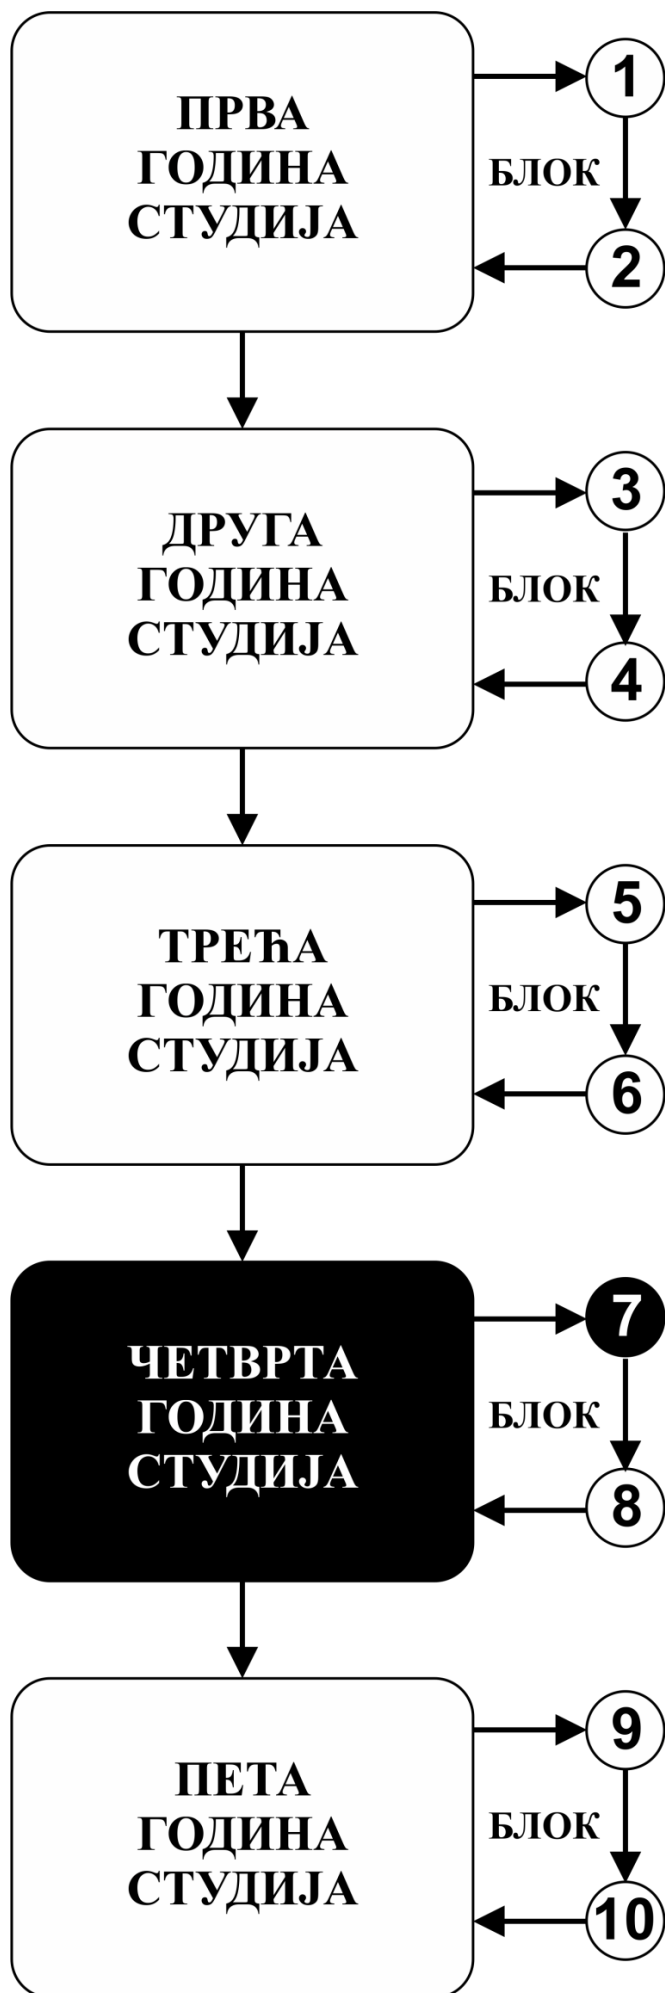 ПРВА
ГОДИНА
СТУДИЈА
1
БЛОК
2
ДРУГА
ГОДИНА
СТУДИЈА
3
БЛОК
4
ТРЕЋА
ГОДИНА
СТУДИЈА
5
БЛОК
6
ЧЕТВРТА
ГОДИНА
СТУДИЈА
7
БЛОК
8
ПЕТА
ГОДИНА
СТУДИЈА
9
БЛОК
10